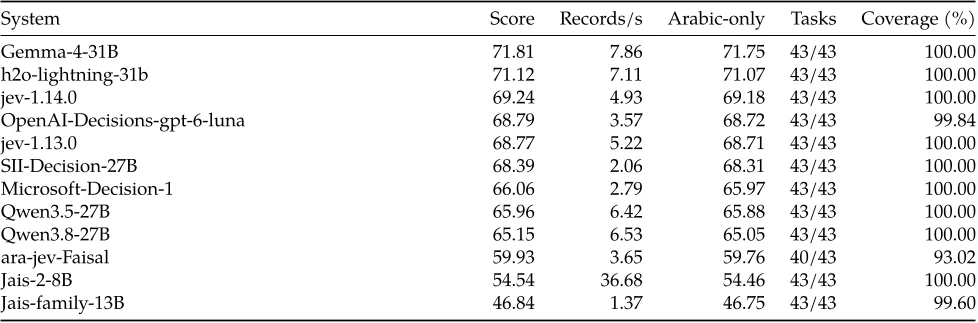 System Score Records/s Arabic-only Tasks Coverage (%)
Gemma-4-31B 71.81 7.86 71.75 43/43 100.00
h2o-lightning-31b 71.12 7.11 71.07 43/43 100.00
jev-1.14.0 69.24 4.93 69.18 43/43 100.00
OpenAI-Decisions-gpt-6-luna 68.79 3.57 68.72 43/43 99.84
jev-1.13.0 68.77 5.22 68.71 43/43 100.00
SII-Decision-27B 68.39 2.06 68.31 43/43 100.00
Microsoft-Decision-1 66.06 2.79 65.97 43/43 100.00
Qwen3.5-27B 65.96 6.42 65.88 43/43 100.00
Qwen3.8-27B 65.15 6.53 65.05 43/43 100.00
ara-jev-Faisal 59.93 3.65 59.76 40/43 93.02
Jais-2-8B 54.54 36.68 54.46 43/43 100.00
Jais-family-13B 46.84 1.37 46.75 43/43 99.60